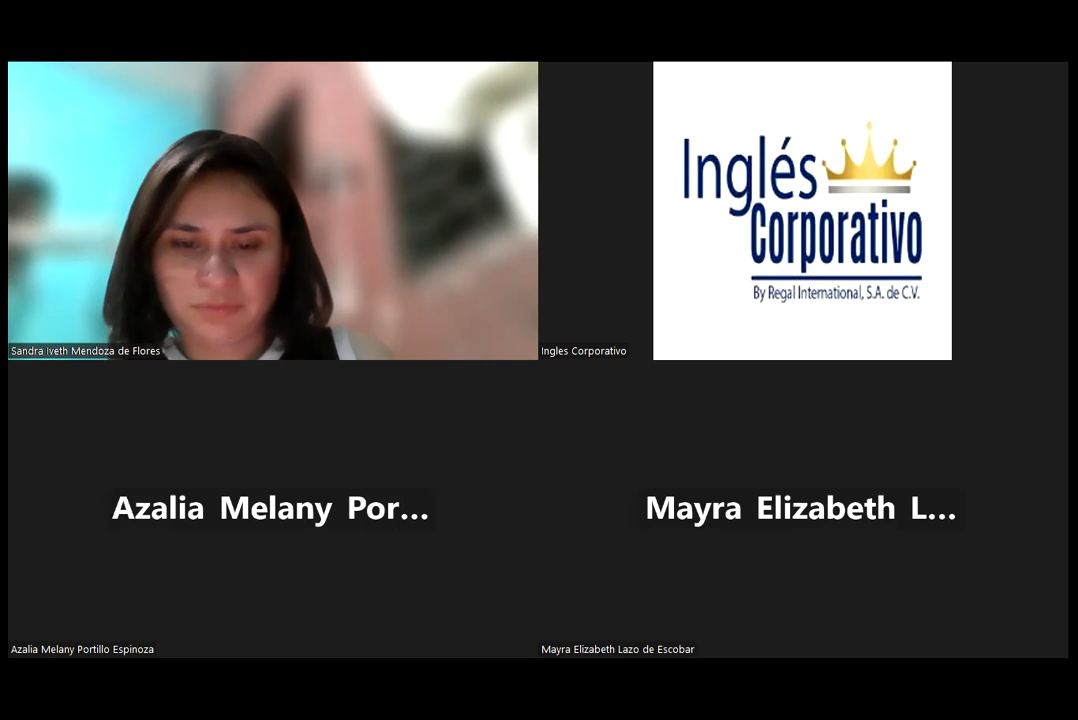 Inglés
Corporativo
By Regal International, S.A. de C.V.
Sandra Iveth Mendoza de Flores
Ingles Corporativo
Azalia Melany Por...
Mayra Elizabeth L...
Azalia Melany Portillo Espinoza
Mayra Elizabeth Lazo de Escobar